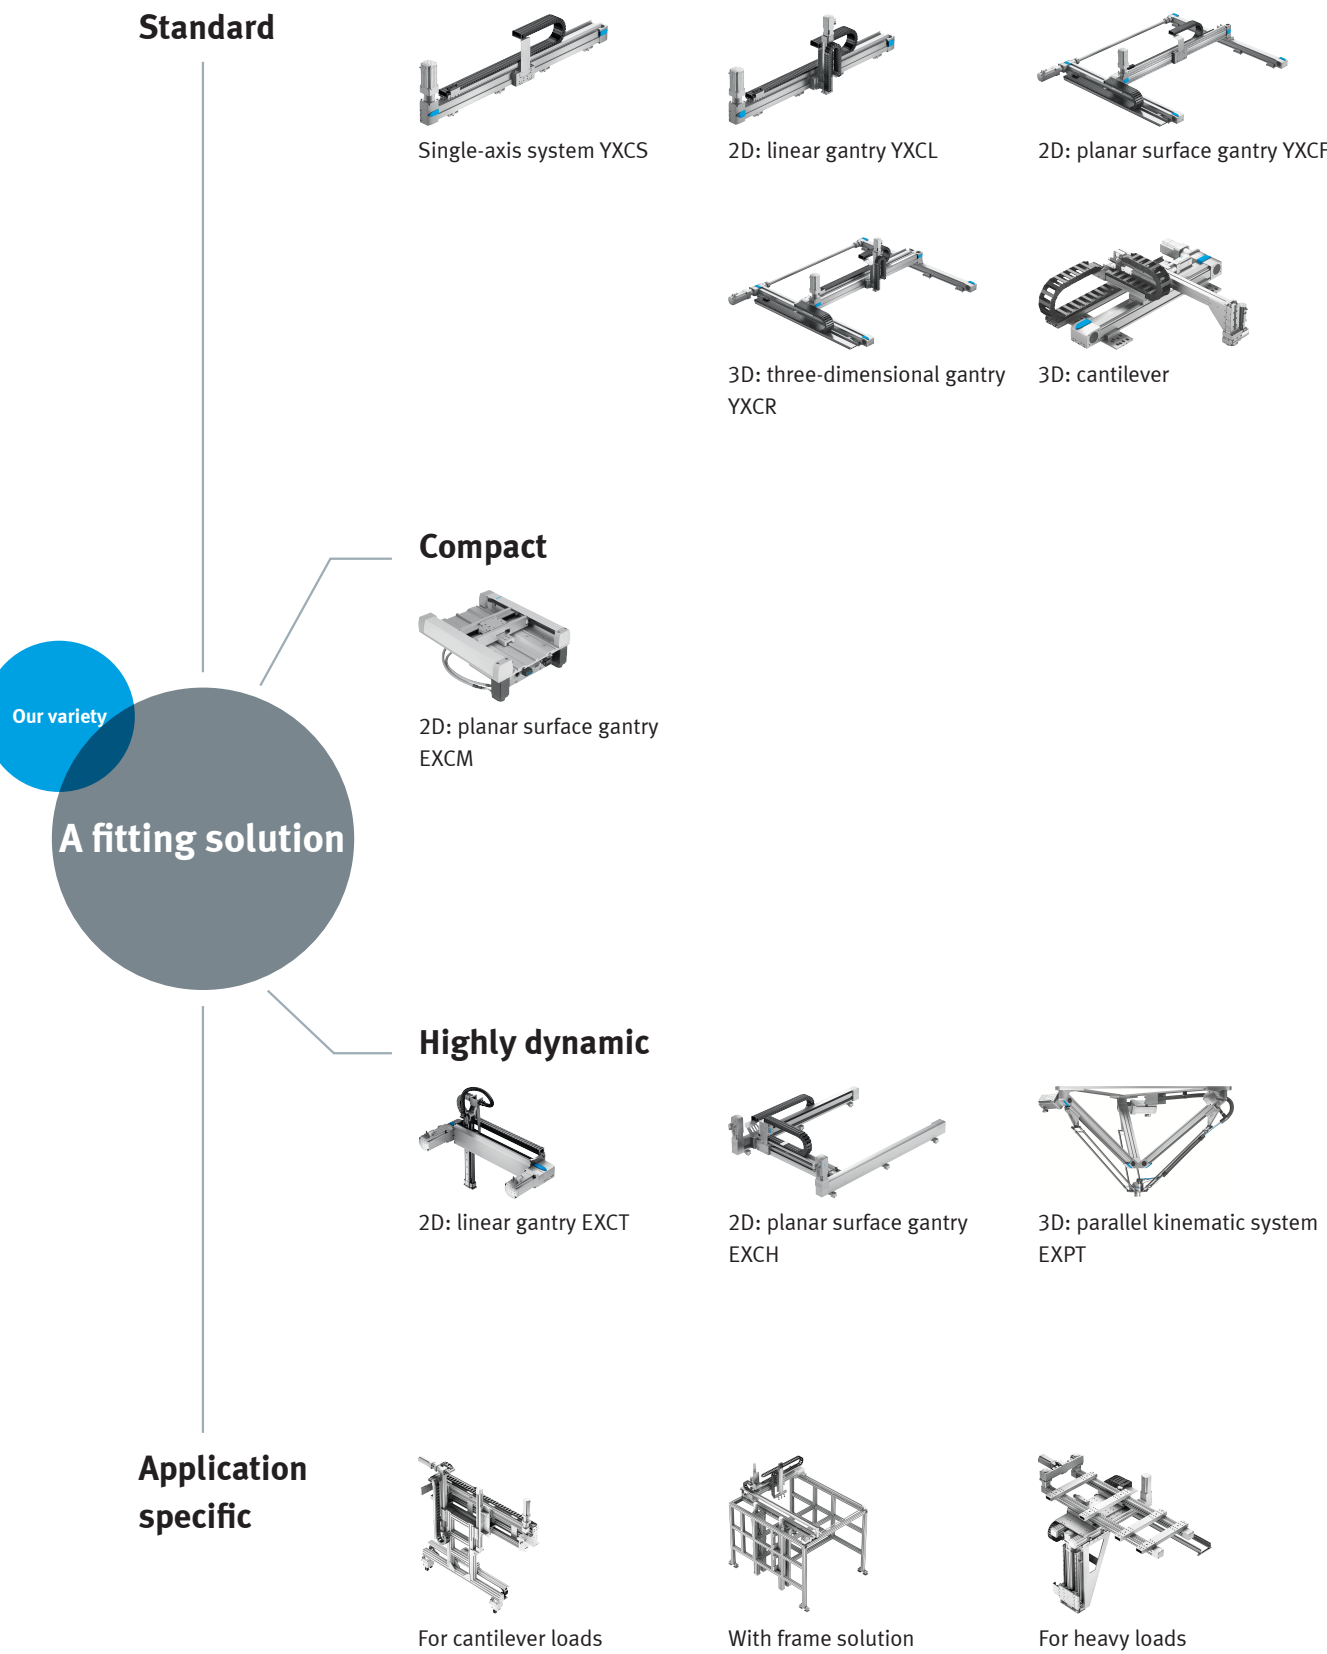 Standard
Single-axis system YXCS
2D: linear gantry YXCL
2D: planar surface gantry YXCF
3D: three-dimensional gantry
YXCR
3D: cantilever
Compact
2D: planar surface gantry
EXCM
Our variety
A fitting solution
Highly dynamic
2D: linear gantry EXCT
2D: planar surface gantry
EXCH
3D: parallel kinematic system
EXPT
Application
specific
For cantilever loads
With frame solution
For heavy loads